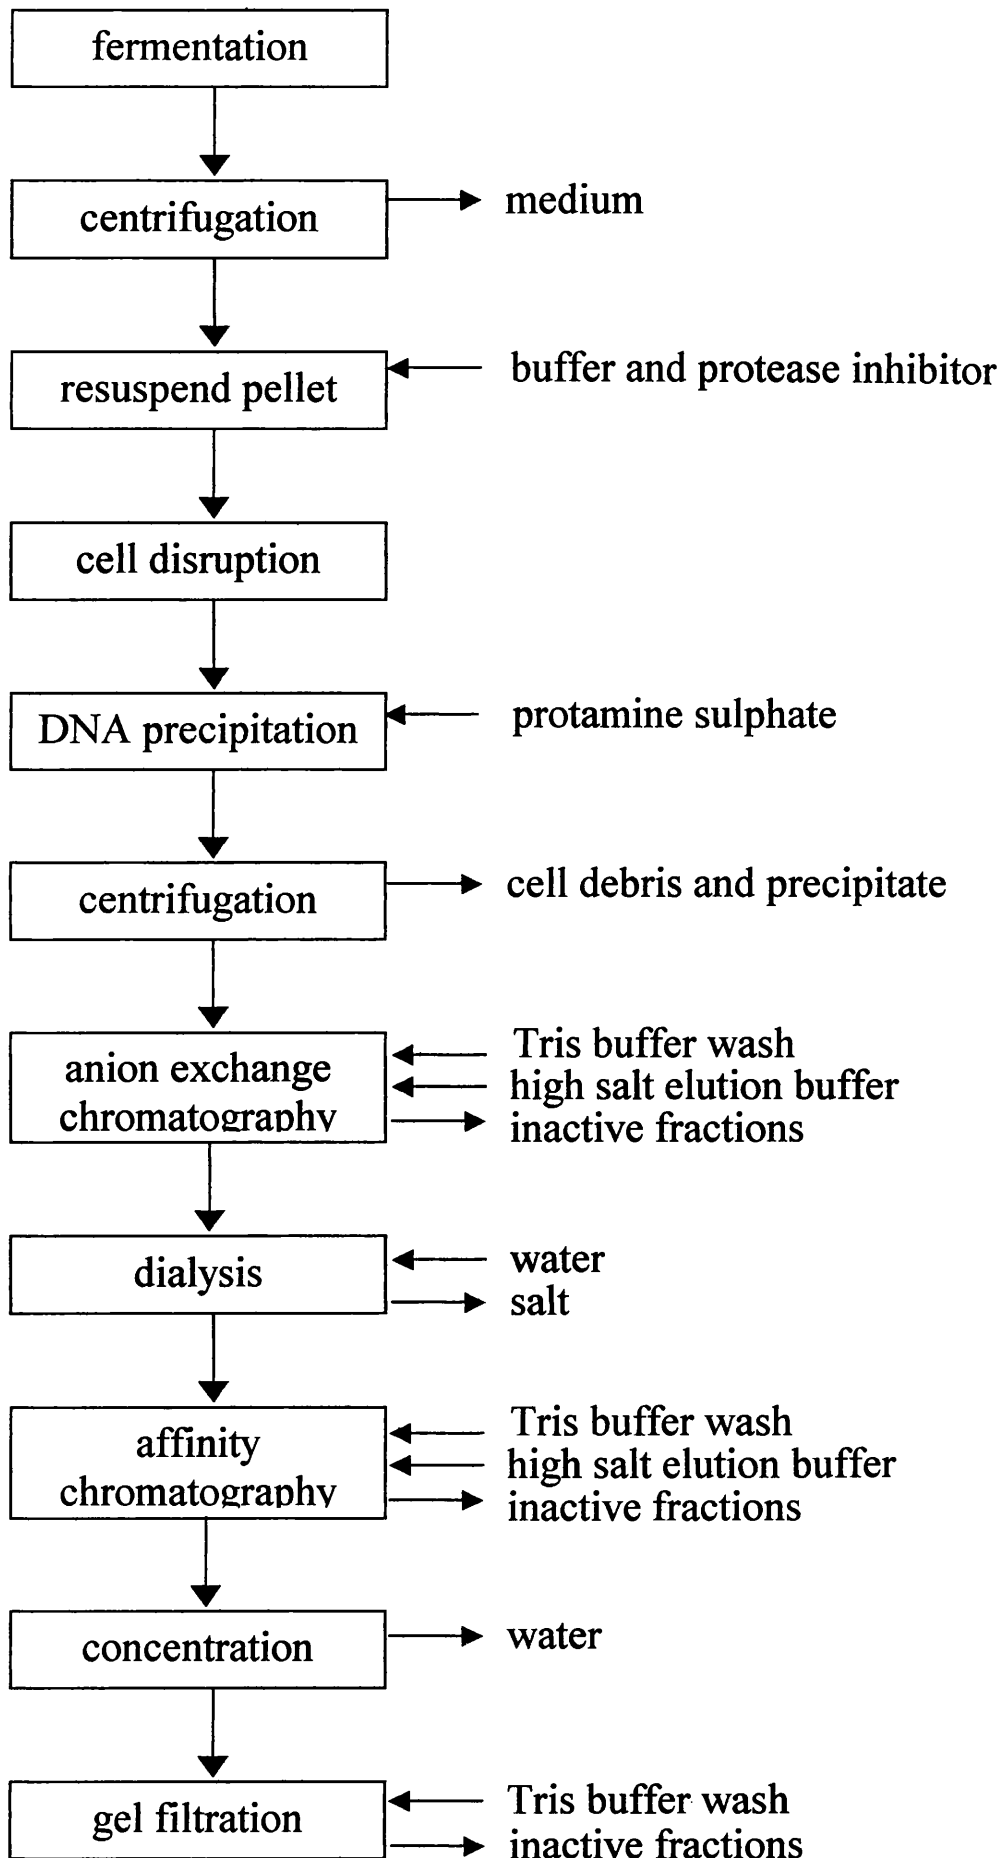 fermentation
centrifugation
medium
resuspend pellet
buffer and protease inhibitor
cell disruption
DNA precipitation
protamine sulphate
centrifugation
cell debris and precipitate
anion exchange
chromatography
Tris buffer wash
high salt elution buffer
inactive fractions
dialysis
water
salt
affinity
chromatography
Tris buffer wash
high salt elution buffer
inactive fractions
concentration
water
gel filtration
Tris buffer wash
inactive fractions